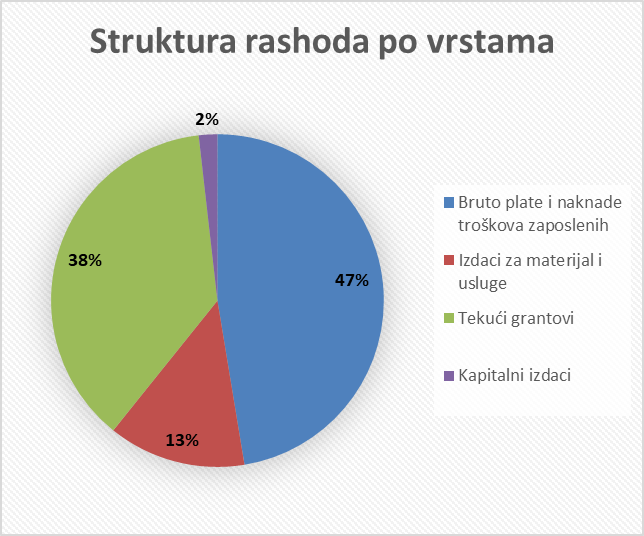 Struktura rashoda po vrstama
2%
47%
38%
13%
Bruto plate i naknade
troškova zaposlenih
Izdaci za materijal i
usluge
Tekući grantovi
Kapitalni izdaci